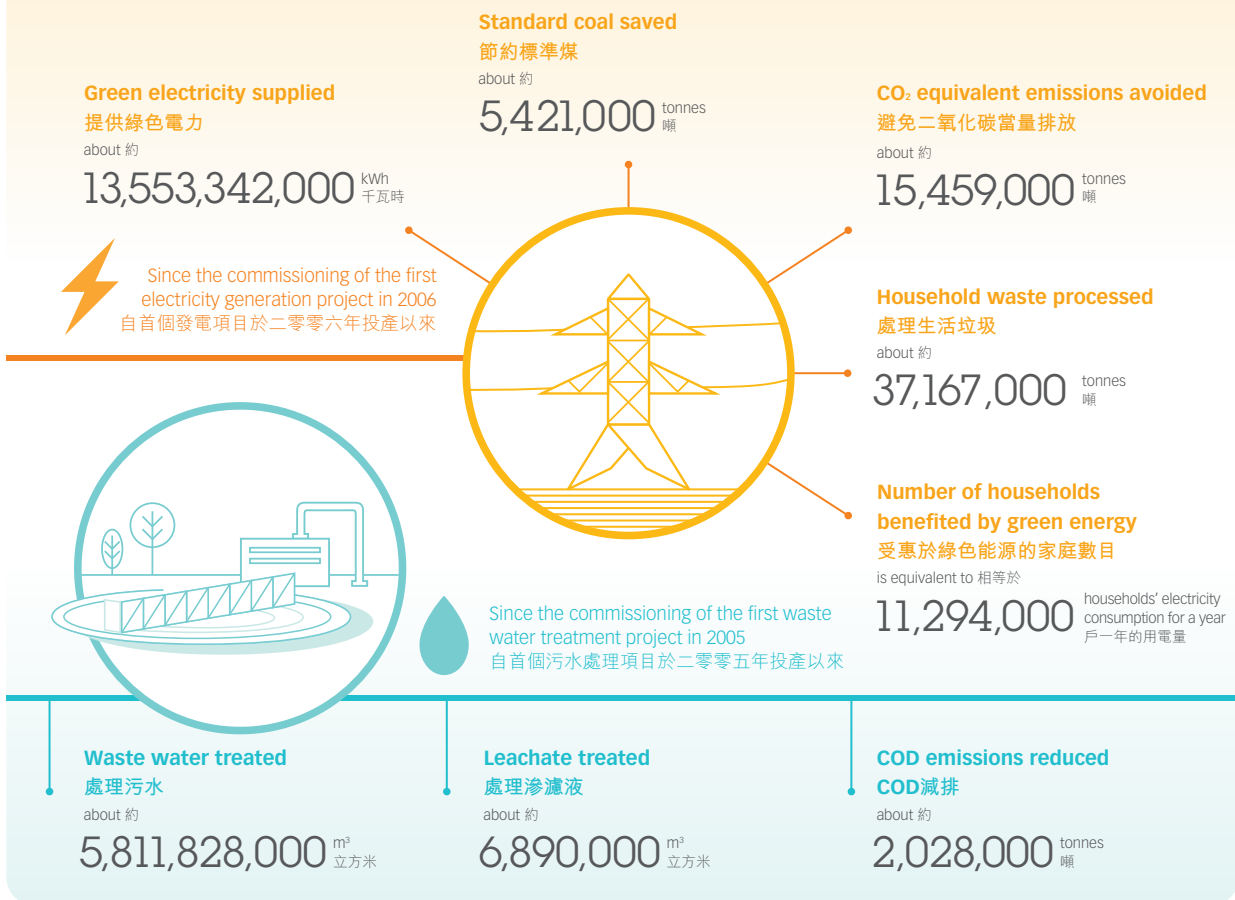 Standard coal saved
節約標準煤
about 約
5,421,000 tonnes
噸
Green electricity supplied
提供綠色電力
about 約
13,553,342,000 kWh
千瓦時
CO₂ equivalent emissions avoided
避免二氧化碳當量排放
about 約
15,459,000 tonnes
噸
Since the commissioning of the first
electricity generation project in 2006
自首個發電項目於二零零六年投產以來
Household waste processed
處理生活垃圾
about 約
37,167,000 tonnes
噸
Number of households
benefited by green energy
受惠於綠色能源的家庭數目
is equivalent to 相等於
11,294,000 households' electricity
consumption for a year
戶一年的用電量
Since the commissioning of the first waste
water treatment project in 2005
自首個污水處理項目於二零零五年投產以來
Waste water treated
處理污水
about 約
5,811,828,000 m³
立方米
Leachate treated
處理滲濾液
about 約
6,890,000 m³
立方米
COD emissions reduced
COD減排
about 約
2,028,000 tonnes
噸